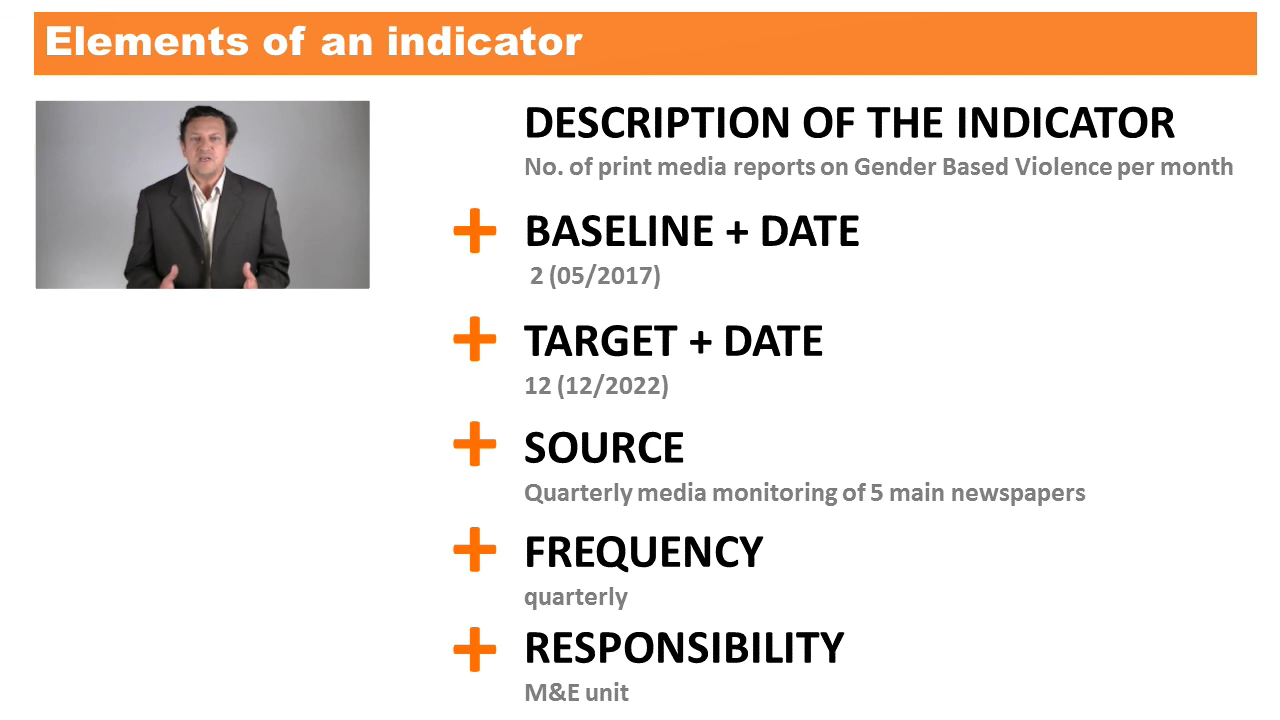 Elements of an indicator
DESCRIPTION OF THE INDICATOR
No. of print media reports on Gender Based Violence per month
BASELINE + DATE
2 (05/2017)
TARGET + DATE
12 (12/2022)
SOURCE
Quarterly media monitoring of 5 main newspapers
FREQUENCY
quarterly
RESPONSIBILITY
M&E unit